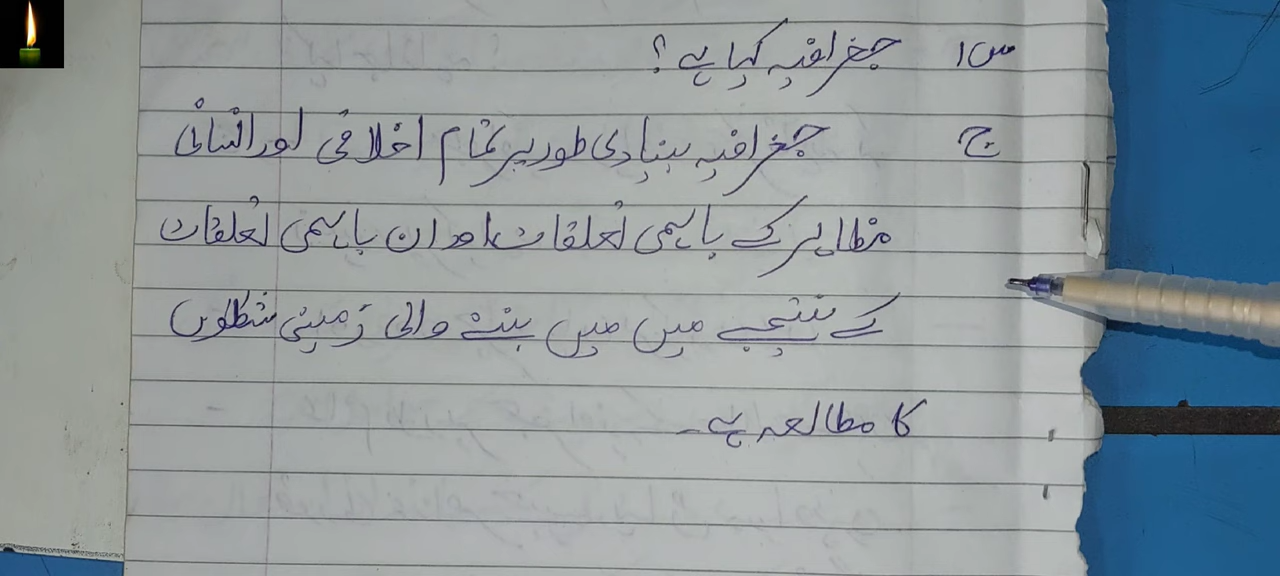 س۱ جغرافیہ کیا ہے؟
ج جغرافیہ بنیادی طور پر تمام اخلاقی اور انسانی
مظاہر کے باہمی تعلقات اور ان باہمی تعلقات
کے نتیجے میں میں بننے والی زمینی شکلوں
کا مطالعہ ہے۔